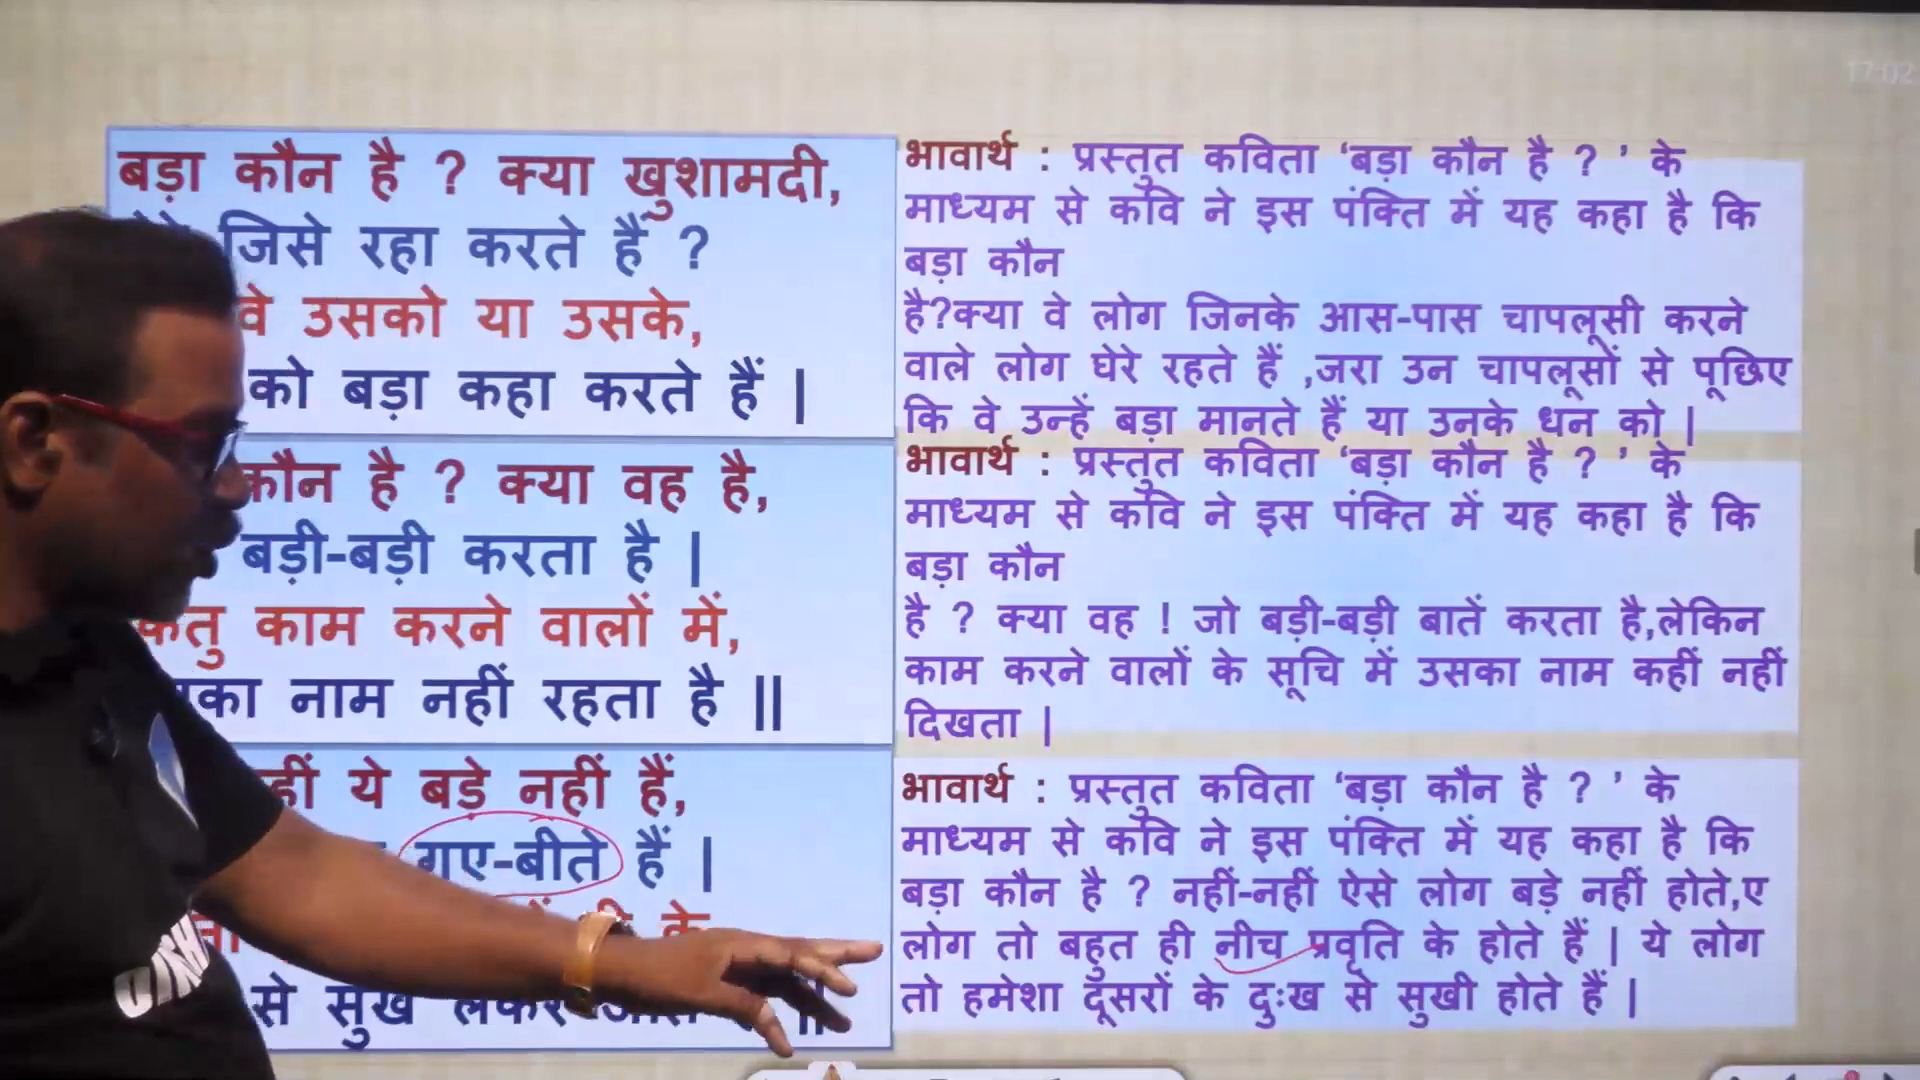 17:02
बड़ा कौन है ? क्या खुशामदी,
जिसे रहा करते हैं ?
वे उसको या उसके,
को बड़ा कहा करते हैं |
कौन है ? क्या वह है,
बड़ी-बड़ी करता है |
काम करने वालों में,
नाम नहीं रहता है ||
ये बड़े नहीं हैं,
गए-बीते हैं |
के
से सुख लेकर ||
भावार्थ : प्रस्तुत कविता ‘बड़ा कौन है ? ’ के
माध्यम से कवि ने इस पंक्ति में यह कहा है कि
बड़ा कौन
है?क्या वे लोग जिनके आस-पास चापलूसी करने
वाले लोग घेरे रहते हैं ,जरा उन चापलूसों से पूछिए
कि वे उन्हें बड़ा मानते हैं या उनके धन को |
भावार्थ : प्रस्तुत कविता ‘बड़ा कौन है ? ’ के
माध्यम से कवि ने इस पंक्ति में यह कहा है कि
बड़ा कौन
है ? क्या वह ! जो बड़ी-बड़ी बातें करता है,लेकिन
काम करने वालों के सूचि में उसका नाम कहीं नहीं
दिखता |
भावार्थ : प्रस्तुत कविता ‘बड़ा कौन है ? ’ के
माध्यम से कवि ने इस पंक्ति में यह कहा है कि
बड़ा कौन है ? नहीं-नहीं ऐसे लोग बड़े नहीं होते,ए
लोग तो बहुत ही नीच प्रवृति के होते हैं | ये लोग
तो हमेशा दूसरों के दुःख से सुखी होते हैं |